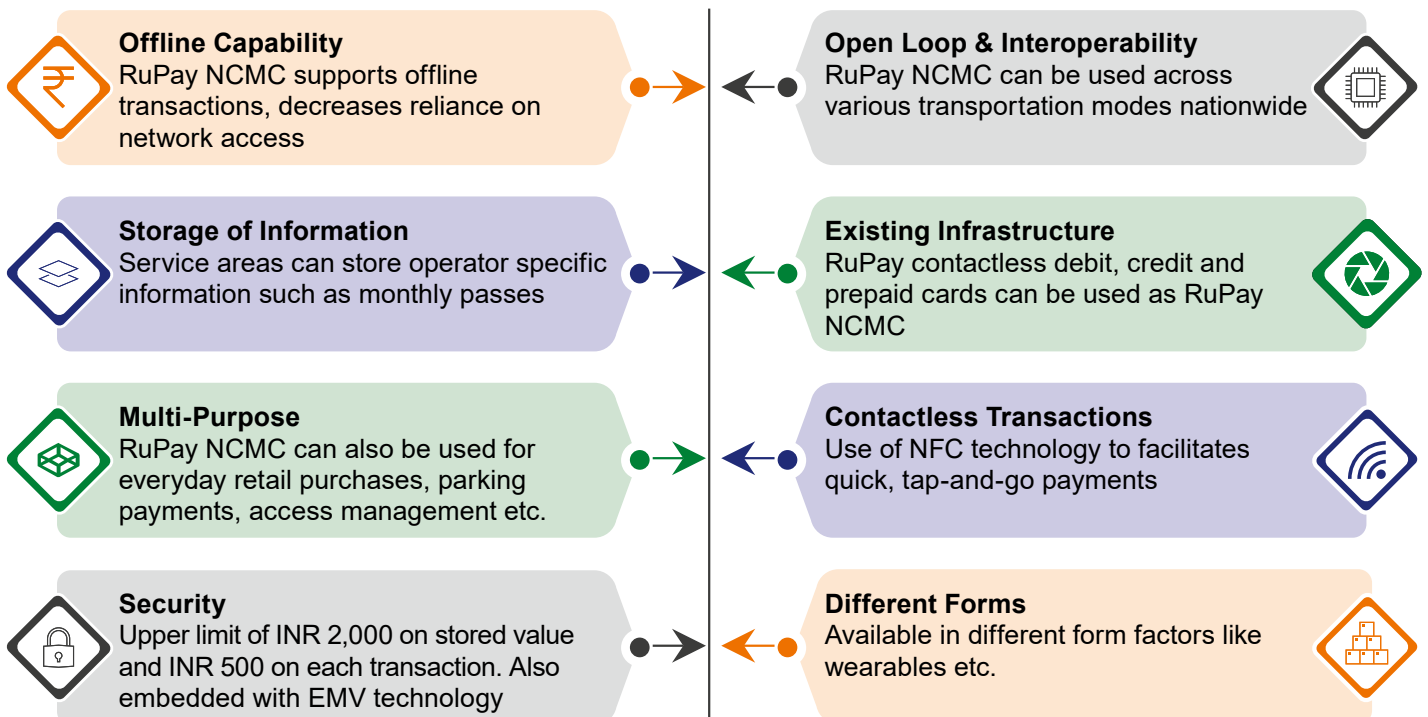 Offline Capability
RuPay NCMC supports offline
transactions, decreases reliance on
network access
Open Loop & Interoperability
RuPay NCMC can be used across
various transportation modes nationwide
Storage of Information
Service areas can store operator specific
information such as monthly passes
Existing Infrastructure
RuPay contactless debit, credit and
prepaid cards can be used as RuPay
NCMC
Multi-Purpose
RuPay NCMC can also be used for
everyday retail purchases, parking
payments, access management etc.
Contactless Transactions
Use of NFC technology to facilitates
quick, tap-and-go payments
Security
Upper limit of INR 2,000 on stored value
and INR 500 on each transaction. Also
embedded with EMV technology
Different Forms
Available in different form factors like
wearables etc.